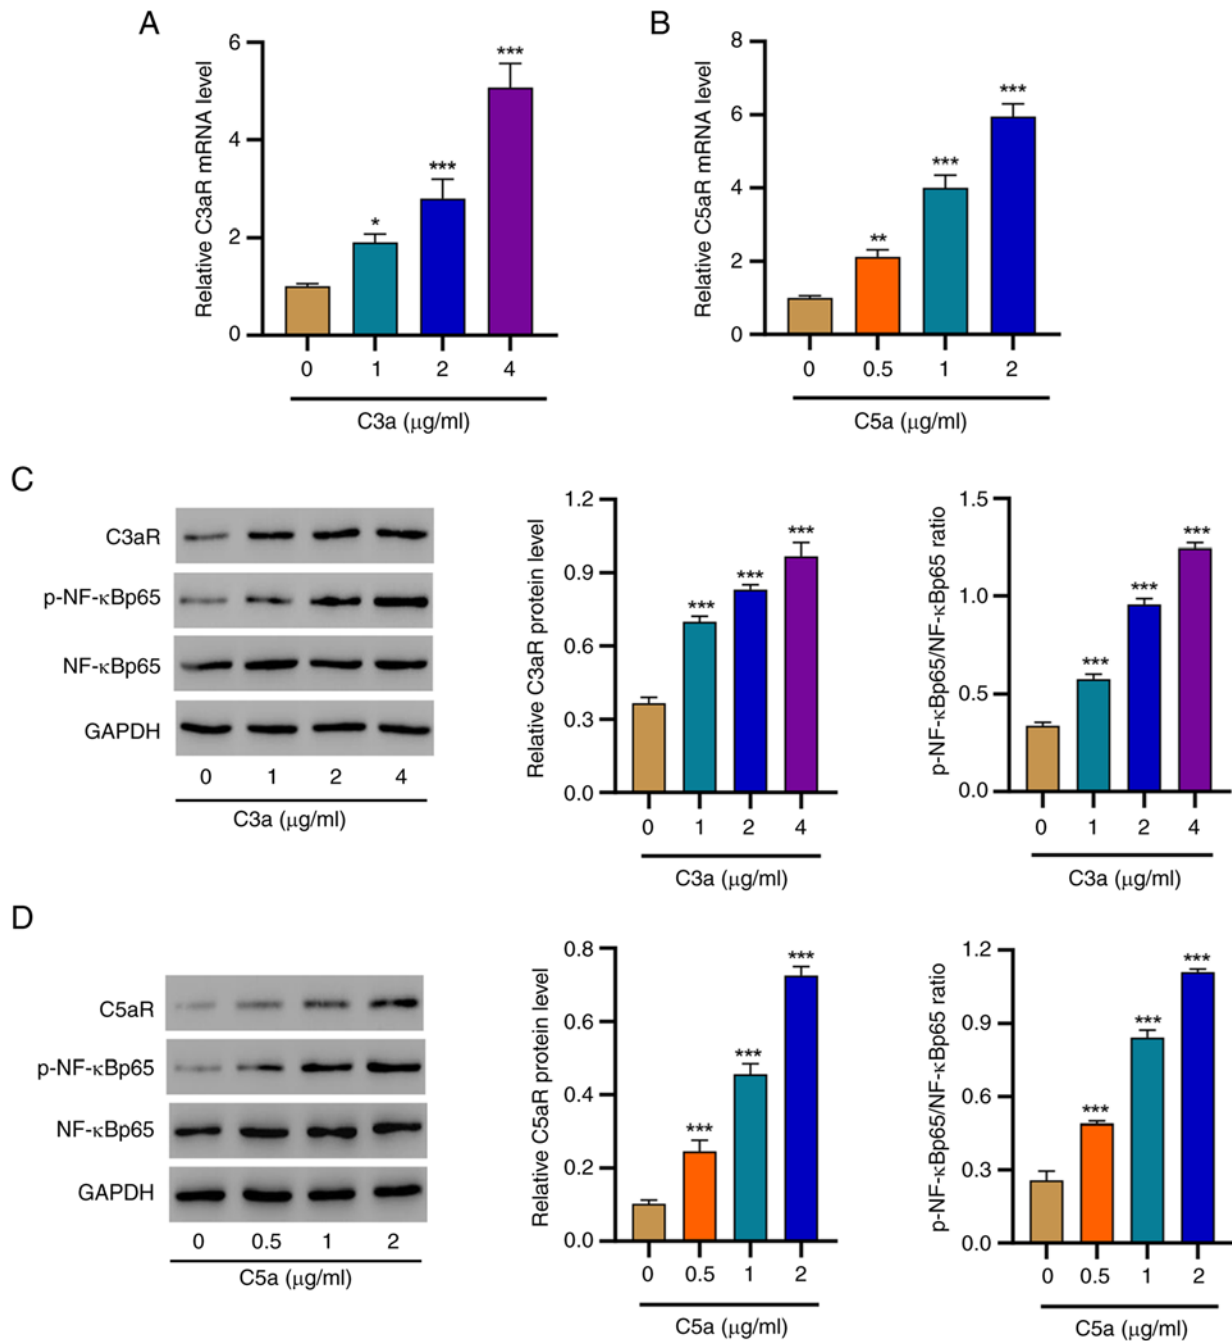 A
Relative C3aR mRNA level
6
4
2
0
*
***
***
0 1 2 4
C3a (μg/ml)
B
Relative C5aR mRNA level
8
6
4
2
0
**
***
***
0 0.5 1 2
C5a (μg/ml)
C
C3aR
p-NF-κBp65
NF-κBp65
GAPDH
0 1 2 4
C3a (μg/ml)
Relative C3aR protein level
1.2
0.9
0.6
0.3
0.0
***
***
***
0 1 2 4
C3a (μg/ml)
p-NF-κBp65/NF-κBp65 ratio
1.5
1.0
0.5
0.0
***
***
***
0 1 2 4
C3a (μg/ml)
D
C5aR
p-NF-κBp65
NF-κBp65
GAPDH
0 0.5 1 2
C5a (μg/ml)
Relative C5aR protein level
0.8
0.6
0.4
0.2
0.0
***
***
***
0 0.5 1 2
C5a (μg/ml)
p-NF-κBp65/NF-κBp65 ratio
1.2
0.9
0.6
0.3
0.0
***
***
***
0 0.5 1 2
C5a (μg/ml)